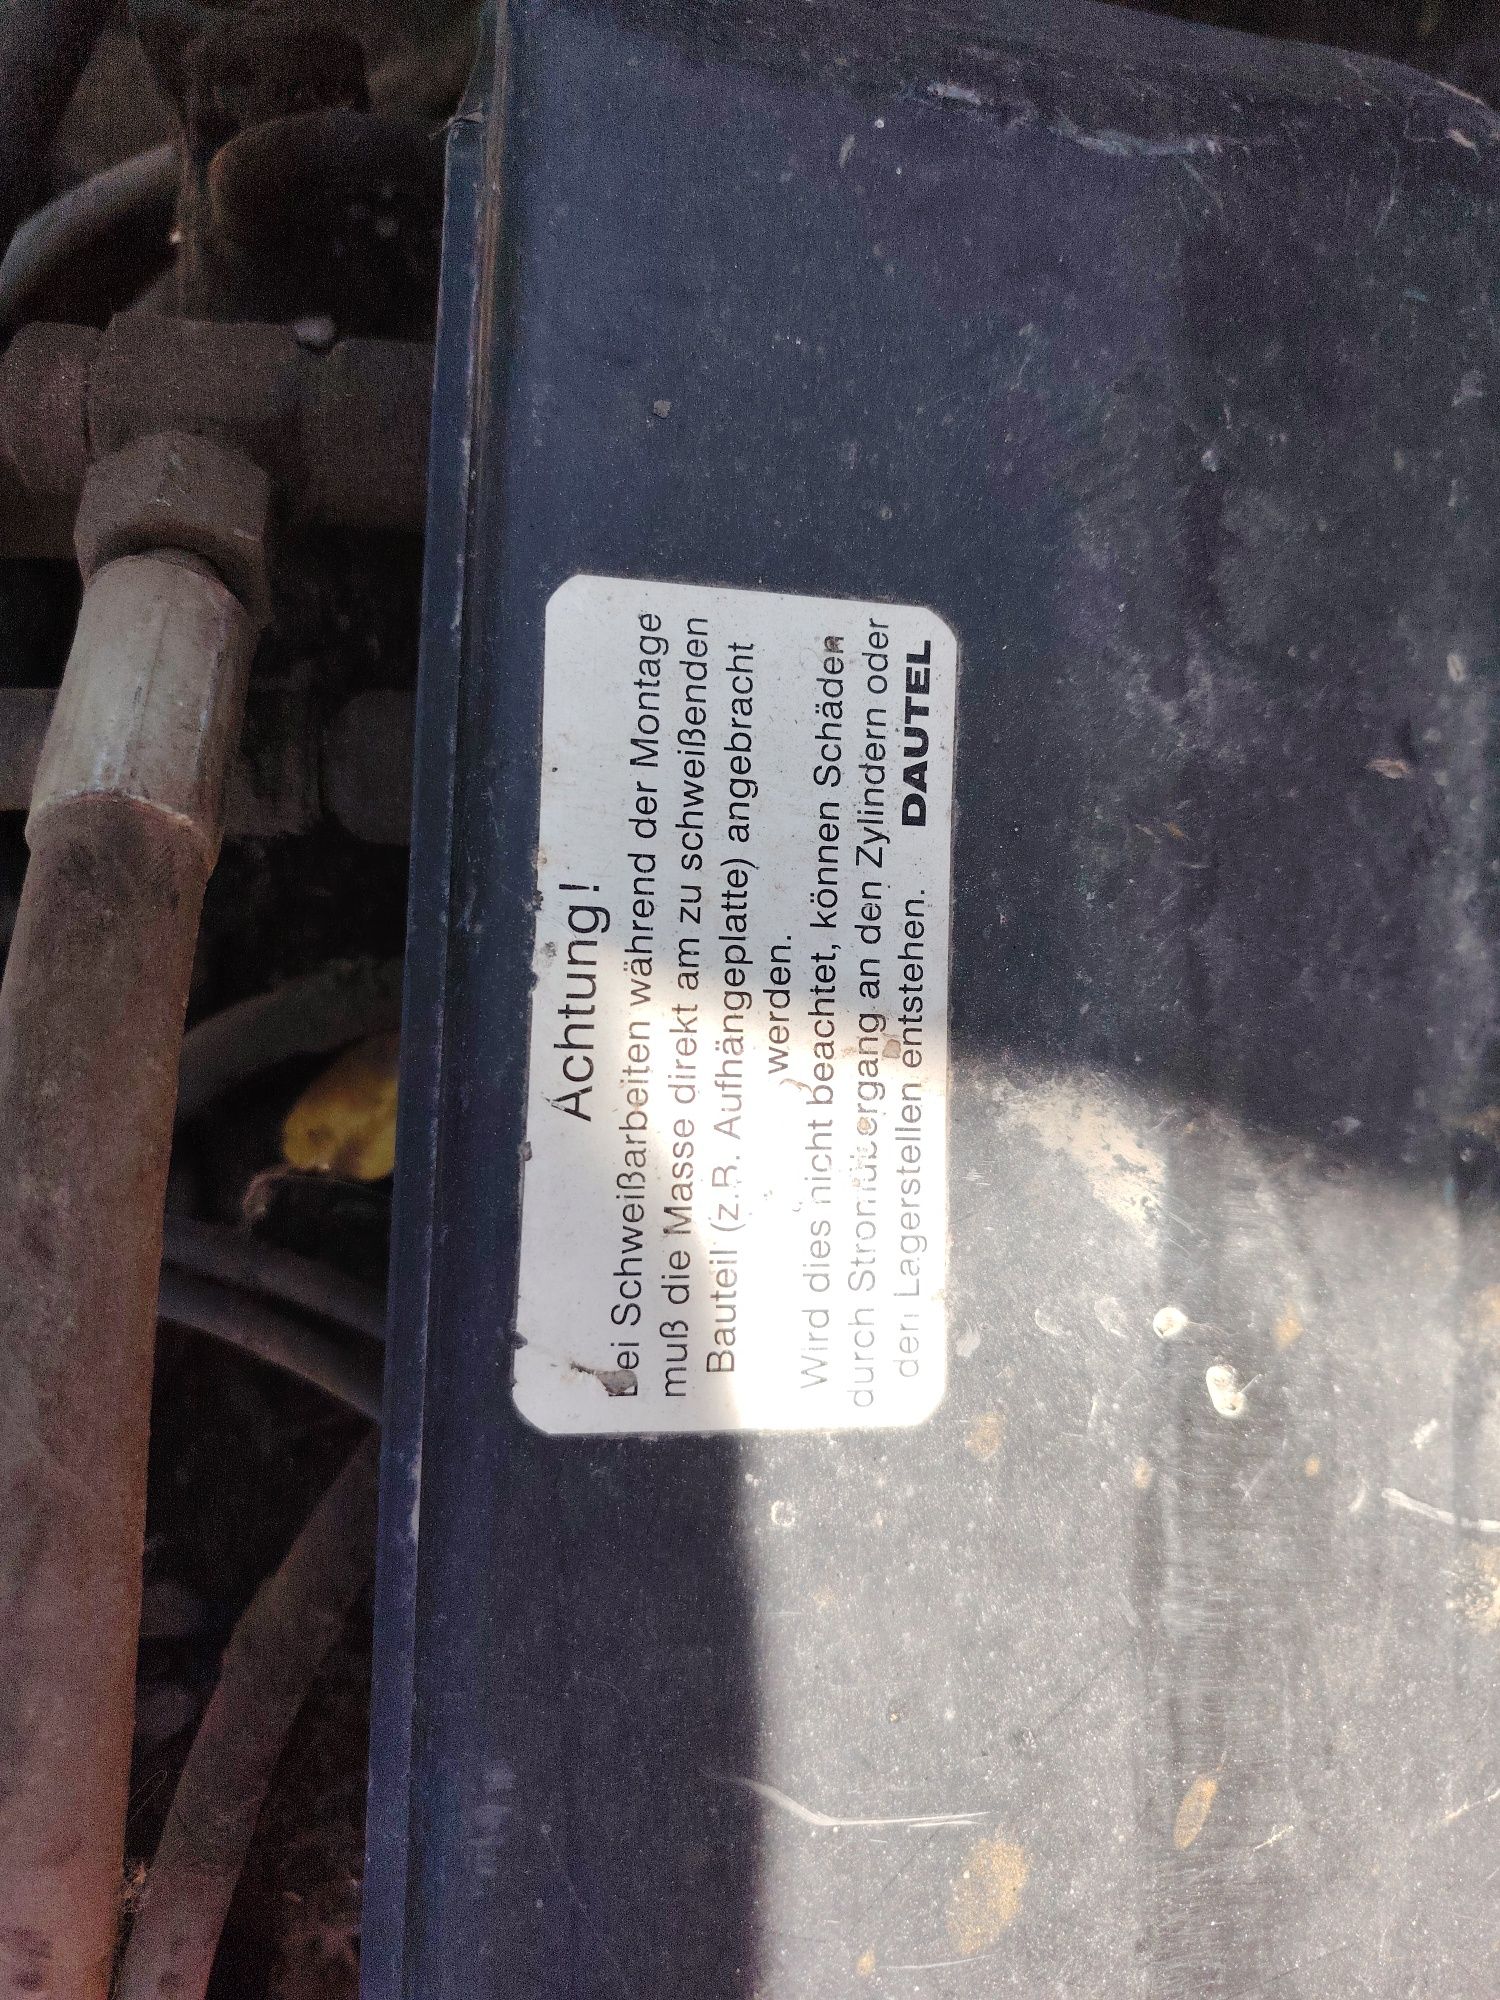 Achtung!
Bei Schweißarbeiten während der Montage
muß die Masse direkt am zu schweißenden
Bauteil (z.B. Aufhängeplatte) angebracht
werden.
Wird dies nicht beachtet, können Schäden
durch Stromübergang an den Zylindern oder
den Lagerstellen entstehen. DAUTEL